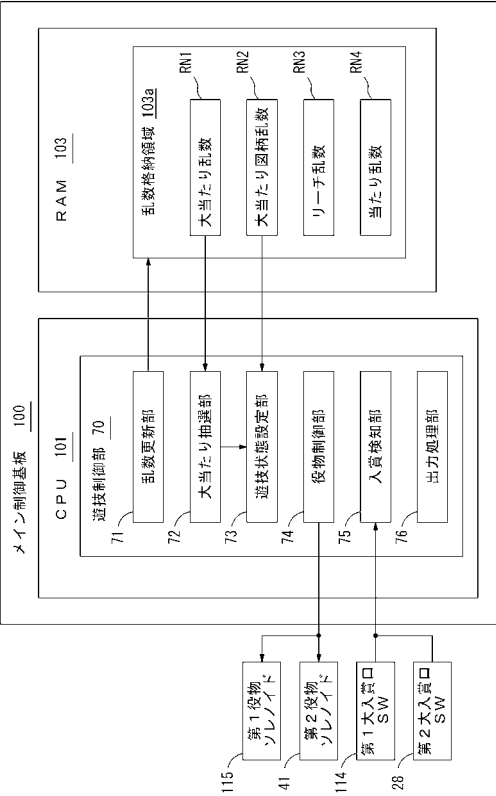 メイン制御基板 100
CPU 101
遊技制御部 70
71
乱数更新部
72
大当たり抽選部
73
遊技状態設定部
74
役物制御部
75
入賞検知部
76
出力処理部
RAM 103
乱数格納領域 103a
大当たり乱数
RN1
大当たり図柄乱数
RN2
リーチ乱数
RN3
当たり乱数
RN4
115
第1役物
ソレノイド
41
第2役物
ソレノイド
114
第1大入賞口
SW
28
第2大入賞口
SW